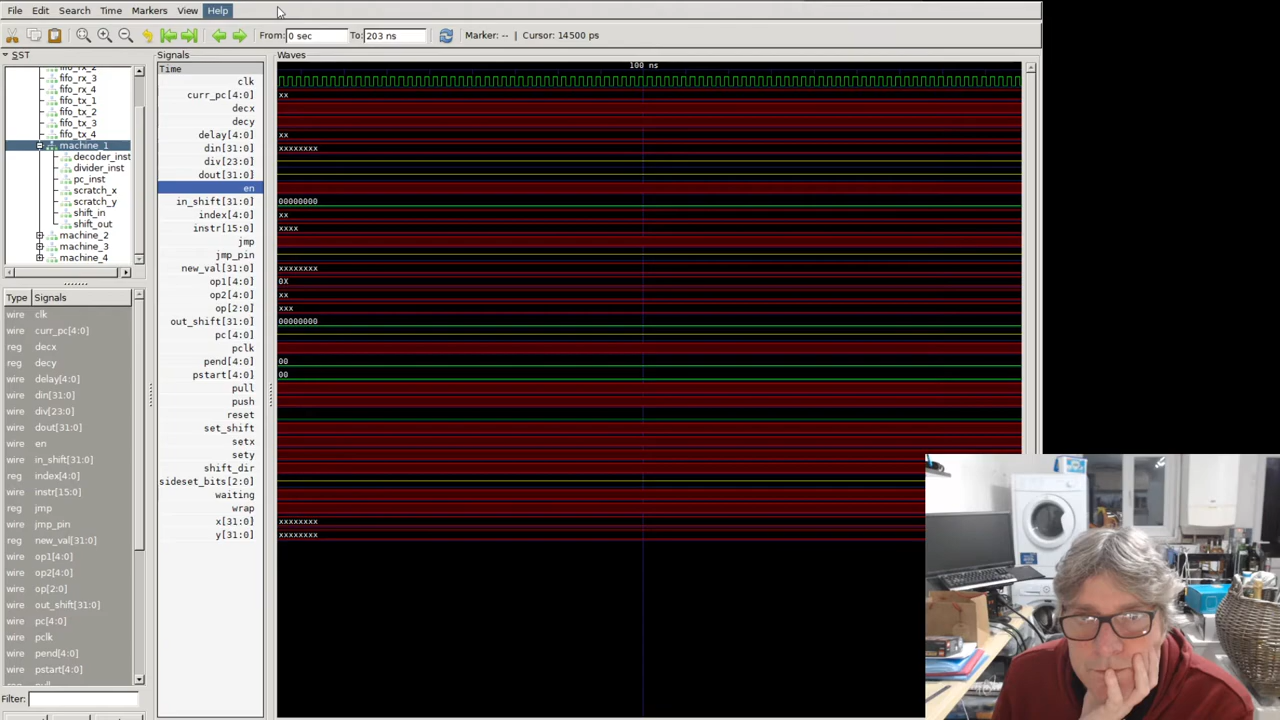 File Edit Search Time Markers View Help
From: 0 sec To: 203 ns Marker: -- | Cursor: 14500 ps
SST
fifo_rx_2
fifo_rx_3
fifo_rx_4
fifo_tx_1
fifo_tx_2
fifo_tx_3
fifo_tx_4
machine_1
decoder_inst
divider_inst
pc_inst
scratch_x
scratch_y
shift_in
shift_out
machine_2
machine_3
machine_4
Type Signals
wire clk
wire curr_pc[4:0]
reg decx
reg decy
wire delay[4:0]
wire din[31:0]
wire div[23:0]
wire dout[31:0]
wire en
wire in_shift[31:0]
reg index[4:0]
wire instr[15:0]
reg jmp
wire jmp_pin
reg new_val[31:0]
wire op1[4:0]
wire op2[4:0]
wire op[2:0]
wire out_shift[31:0]
wire pc[4:0]
wire pclk
wire pend[4:0]
wire pstart[4:0]
Filter:
Signals
Time
clk
curr_pc[4:0]
decx
decy
delay[4:0]
din[31:0]
div[23:0]
dout[31:0]
en
in_shift[31:0]
index[4:0]
instr[15:0]
jmp
jmp_pin
new_val[31:0]
op1[4:0]
op2[4:0]
op[2:0]
out_shift[31:0]
pc[4:0]
pclk
pend[4:0]
pstart[4:0]
pull
push
reset
set_shift
setx
sety
shift_dir
sideset_bits[2:0]
waiting
wrap
x[31:0]
y[31:0]
Waves
100 ns
xx
xx
xxxxxxxx
00000000
xx
xxxx
xxxxxxxx
0X
xx
xxx
00000000
00
00
xxxxxxxx
xxxxxxxx